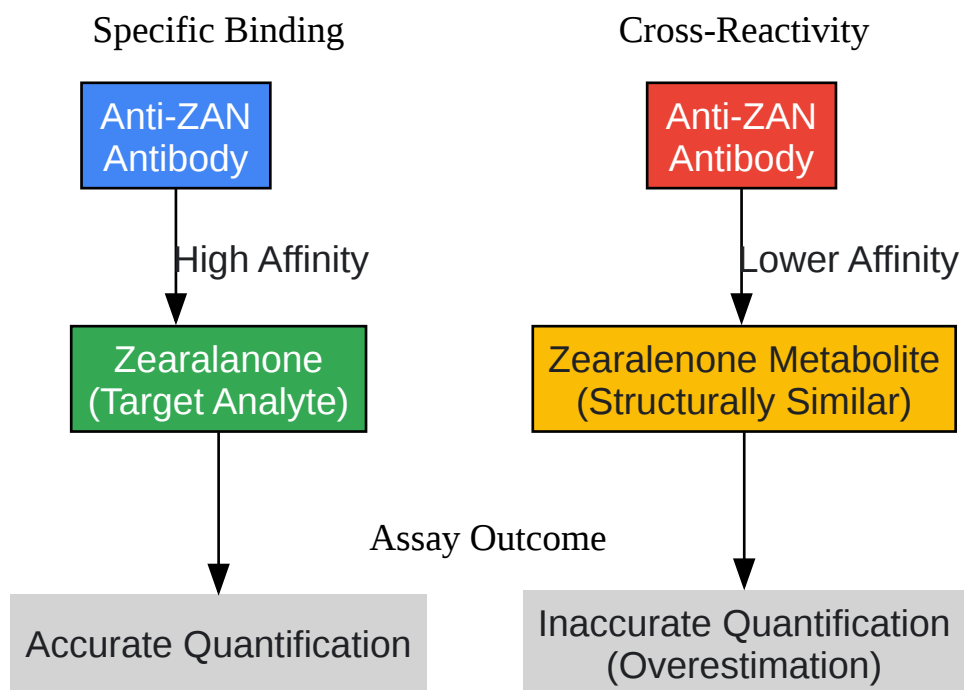 Specific Binding
Cross-Reactivity
Anti-ZAN
Antibody
Anti-ZAN
Antibody
High Affinity
Lower Affinity
Zearalanone
(Target Analyte)
Zearalenone Metabolite
(Structurally Similar)
Assay Outcome
Accurate Quantification
Inaccurate Quantification
(Overestimation)